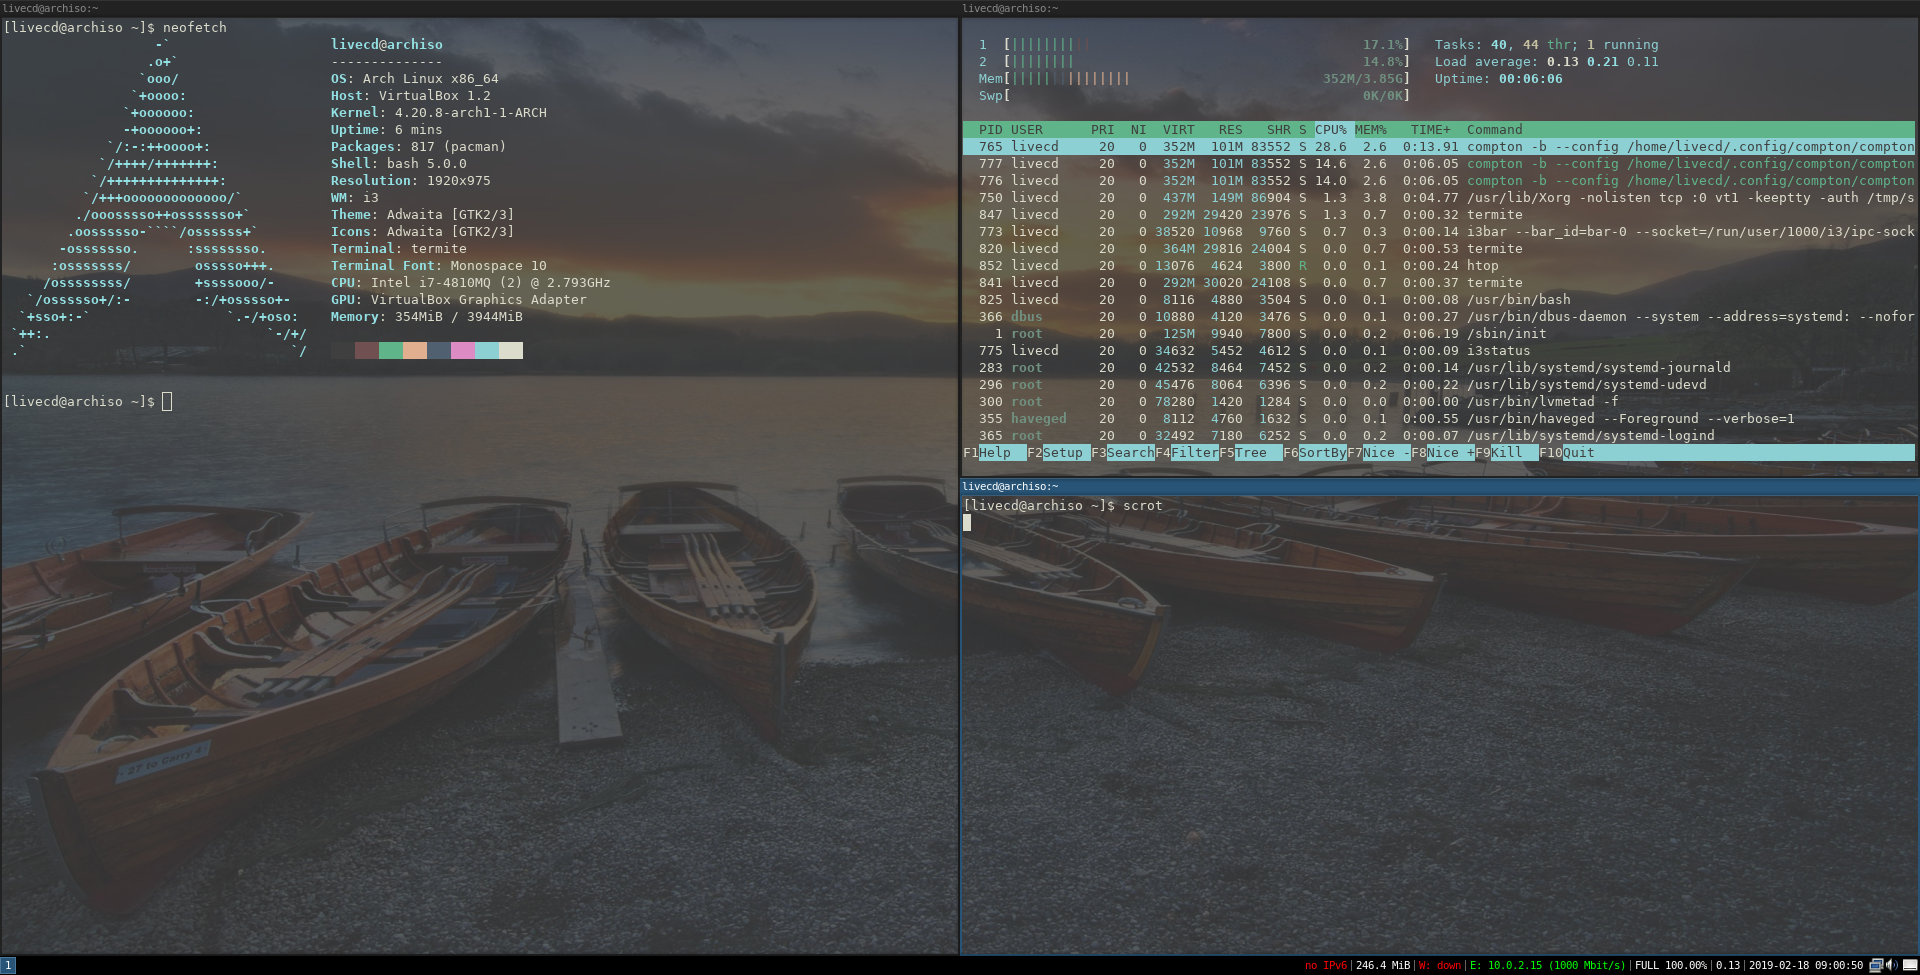 livecd@archiso:~
[livecd@archiso ~]$ neofetch
livecd@archiso
--------------
OS: Arch Linux x86_64
Host: VirtualBox 1.2
Kernel: 4.20.8-arch1-1-ARCH
Uptime: 6 mins
Packages: 817 (pacman)
Shell: bash 5.0.0
Resolution: 1920x975
WM: i3
Theme: Adwaita [GTK2/3]
Icons: Adwaita [GTK2/3]
Terminal: termite
Terminal Font: Monospace 10
CPU: Intel i7-4810MQ (2) @ 2.793GHz
GPU: VirtualBox Graphics Adapter
Memory: 354MiB / 3944MiB
[livecd@archiso ~]$
- 87 to Carry 4
livecd@archiso:~
1 [|||||||||| 17.1%] Tasks: 40, 44 thr; 1 running
2 [|||||||| 14.8%] Load average: 0.13 0.21 0.11
Mem[||||||||||||||| 352M/3.85G] Uptime: 00:06:06
Swp[ 0K/0K]
PID USER PRI NI VIRT RES SHR S CPU% MEM% TIME+ Command
765 livecd 20 0 352M 101M 83552 S 28.6 2.6 0:13.91 compton -b --config /home/livecd/.config/compton/compton
777 livecd 20 0 352M 101M 83552 S 14.6 2.6 0:06.05 compton -b --config /home/livecd/.config/compton/compton
776 livecd 20 0 352M 101M 83552 S 14.0 2.6 0:06.05 compton -b --config /home/livecd/.config/compton/compton
750 livecd 20 0 437M 149M 86904 S 1.3 3.8 0:04.77 /usr/lib/Xorg -nolisten tcp :0 vt1 -keeptty -auth /tmp/s
847 livecd 20 0 292M 29420 23976 S 1.3 0.7 0:00.32 termite
773 livecd 20 0 38520 10968 9760 S 0.7 0.3 0:00.14 i3bar --bar_id=bar-0 --socket=/run/user/1000/i3/ipc-sock
820 livecd 20 0 364M 29816 24004 S 0.0 0.7 0:00.53 termite
852 livecd 20 0 13076 4624 3800 R 0.0 0.1 0:00.24 htop
841 livecd 20 0 292M 30020 24108 S 0.0 0.7 0:00.37 termite
825 livecd 20 0 8116 4880 3504 S 0.0 0.1 0:00.08 /usr/bin/bash
366 dbus 20 0 10880 4120 3476 S 0.0 0.1 0:00.27 /usr/bin/dbus-daemon --system --address=systemd: --nofor
1 root 20 0 125M 9940 7800 S 0.0 0.2 0:06.19 /sbin/init
775 livecd 20 0 34632 5452 4612 S 0.0 0.1 0:00.09 i3status
283 root 20 0 42532 8464 7452 S 0.0 0.2 0:00.14 /usr/lib/systemd/systemd-journald
296 root 20 0 45476 8064 6396 S 0.0 0.2 0:00.22 /usr/lib/systemd/systemd-udevd
300 root 20 0 78280 1420 1284 S 0.0 0.0 0:00.00 /usr/bin/lvmetad -f
355 haveged 20 0 8112 4760 1632 S 0.0 0.1 0:00.55 /usr/bin/haveged --Foreground --verbose=1
365 root 20 0 32492 7180 6252 S 0.0 0.2 0:00.07 /usr/lib/systemd/systemd-logind
F1Help F2Setup F3SearchF4FilterF5Tree F6SortByF7Nice -F8Nice +F9Kill F10Quit
livecd@archiso:~
[livecd@archiso ~]$ scrot
1
no IPv6|246.4 MiB|W: down|E: 10.0.2.15 (1000 Mbit/s)|FULL 100.00%|0.13|2019-02-18 09:00:50